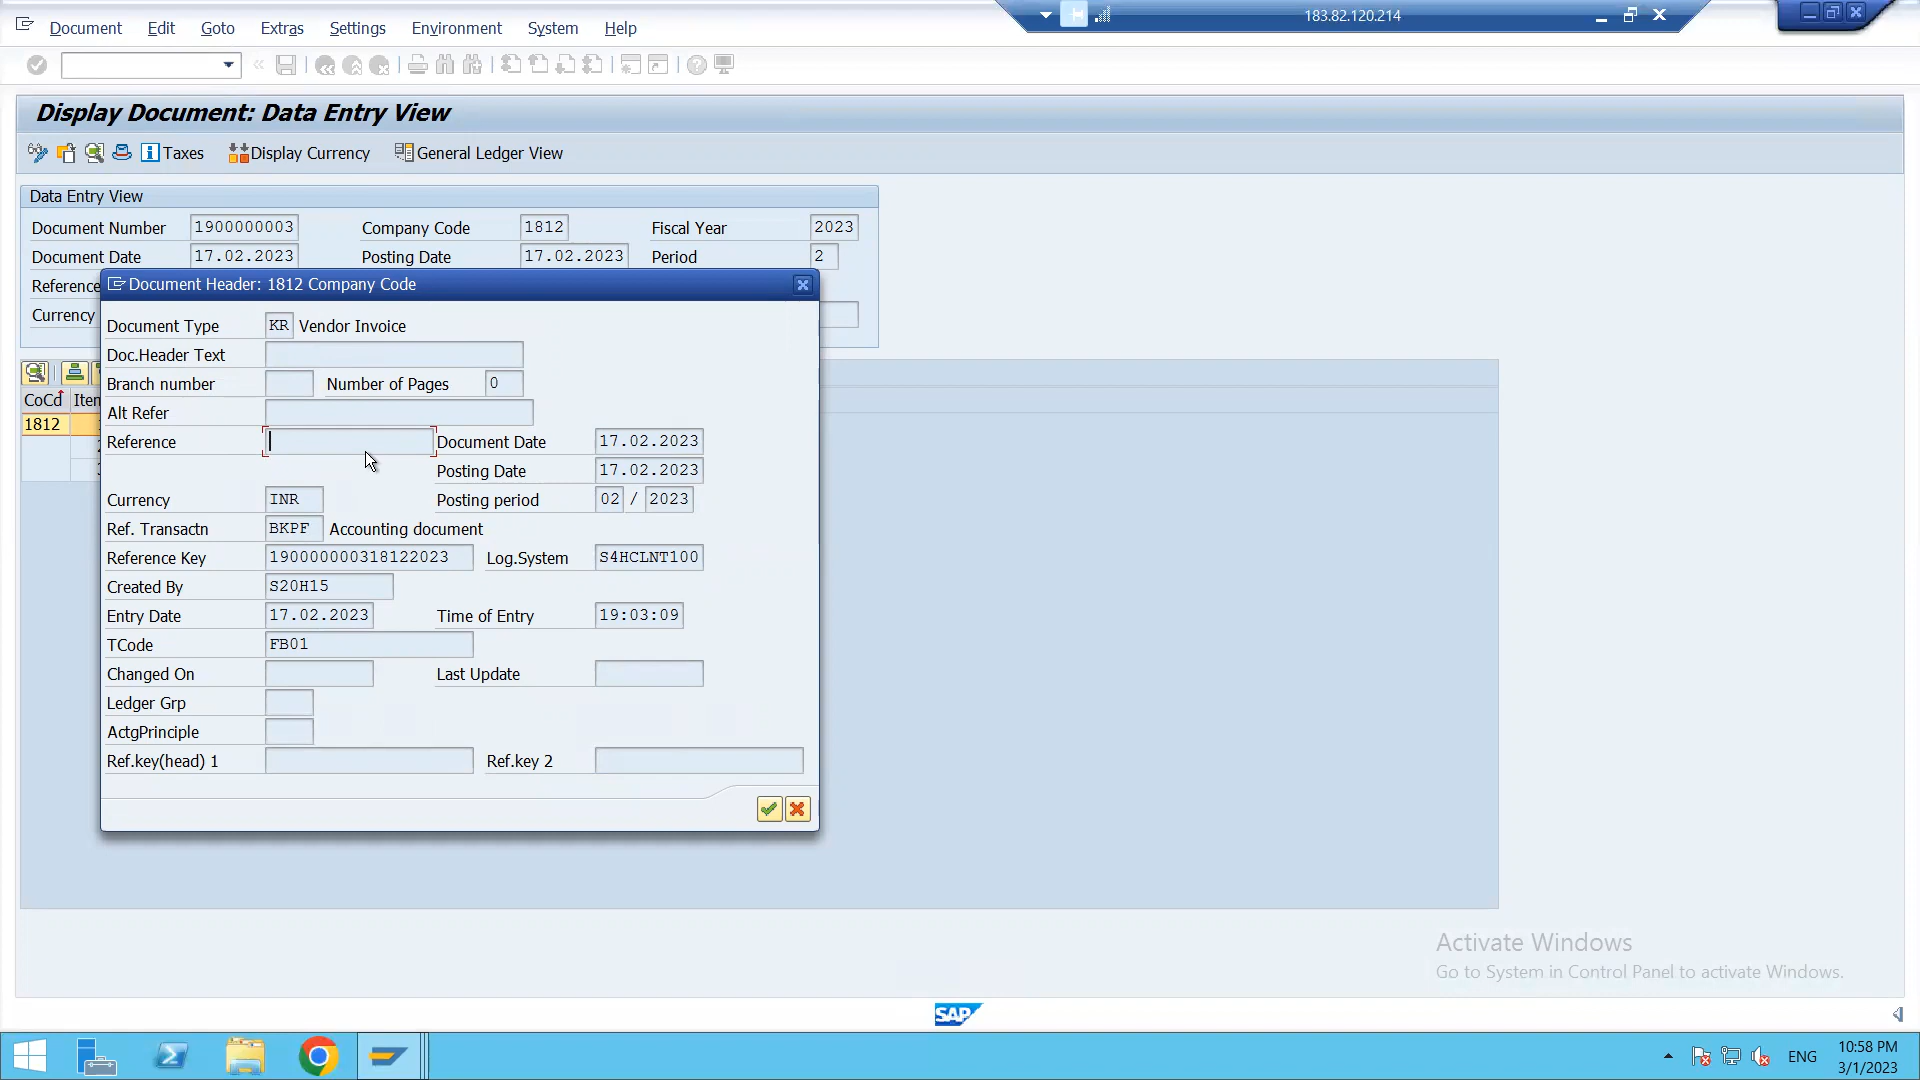 183.82.120.214
Document Edit Goto Extras Settings Environment System Help
Display Document: Data Entry View
Taxes Display Currency General Ledger View
Data Entry View
Document Number 1900000003 Company Code 1812 Fiscal Year 2023
Document Date 17.02.2023 Posting Date 17.02.2023 Period 2
Reference
Currency
CoCd Item
1812
Document Header: 1812 Company Code
Document Type KR Vendor Invoice
Doc.Header Text
Branch number Number of Pages 0
Alt Refer
Reference Document Date 17.02.2023
Posting Date 17.02.2023
Currency INR Posting period 02 / 2023
Ref. Transactn BKPF Accounting document
Reference Key 190000000318122023 Log.System S4HCLNT100
Created By S20H15
Entry Date 17.02.2023 Time of Entry 19:03:09
TCode FB01
Changed On Last Update
Ledger Grp
ActgPrinciple
Ref.key(head) 1 Ref.key 2
Activate Windows
Go to System in Control Panel to activate Windows.
SAP
ENG
10:58 PM
3/1/2023